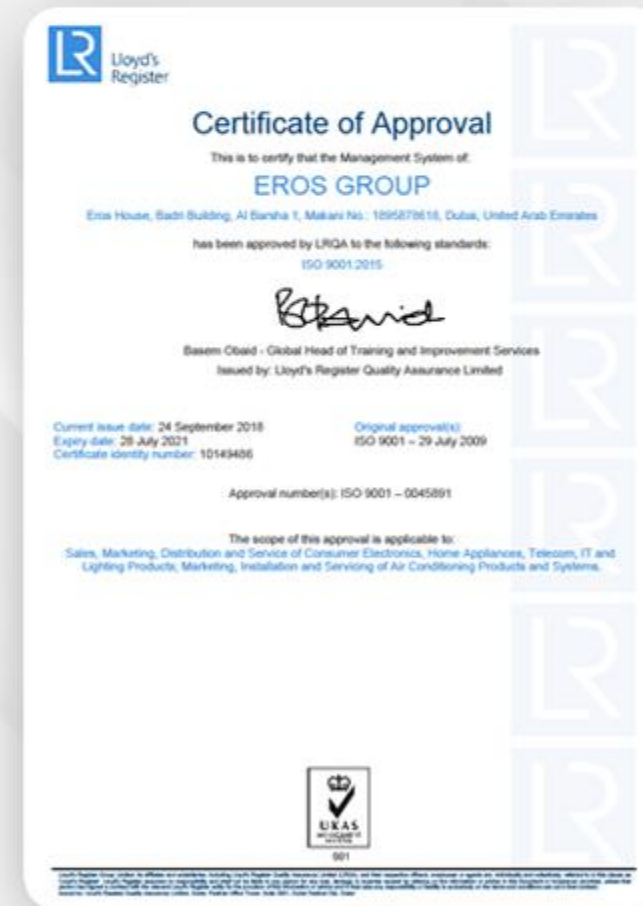 LR
Lloyd's
Register
Certificate of Approval
This is to certify that the Management System of:
EROS GROUP
Eros House, Badri Building, Al Barsha 1, Makani No.: 1895878618, Dubai, United Arab Emirates
has been approved by LRQA to the following standards:
ISO 9001:2015
Basem Obaid - Global Head of Training and Improvement Services
Issued by: Lloyd's Register Quality Assurance Limited
Current issue date: 24 September 2018
Expiry date: 28 July 2021
Certificate identity number: 10149486
Original approval(s):
ISO 9001 – 29 July 2009
Approval number(s): ISO 9001 – 0045891
The scope of this approval is applicable to:
Sales, Marketing, Distribution and Service of Consumer Electronics, Home Appliances, Telecom, IT and
Lighting Products; Marketing, Installation and Servicing of Air Conditioning Products and Systems.
UKAS
001